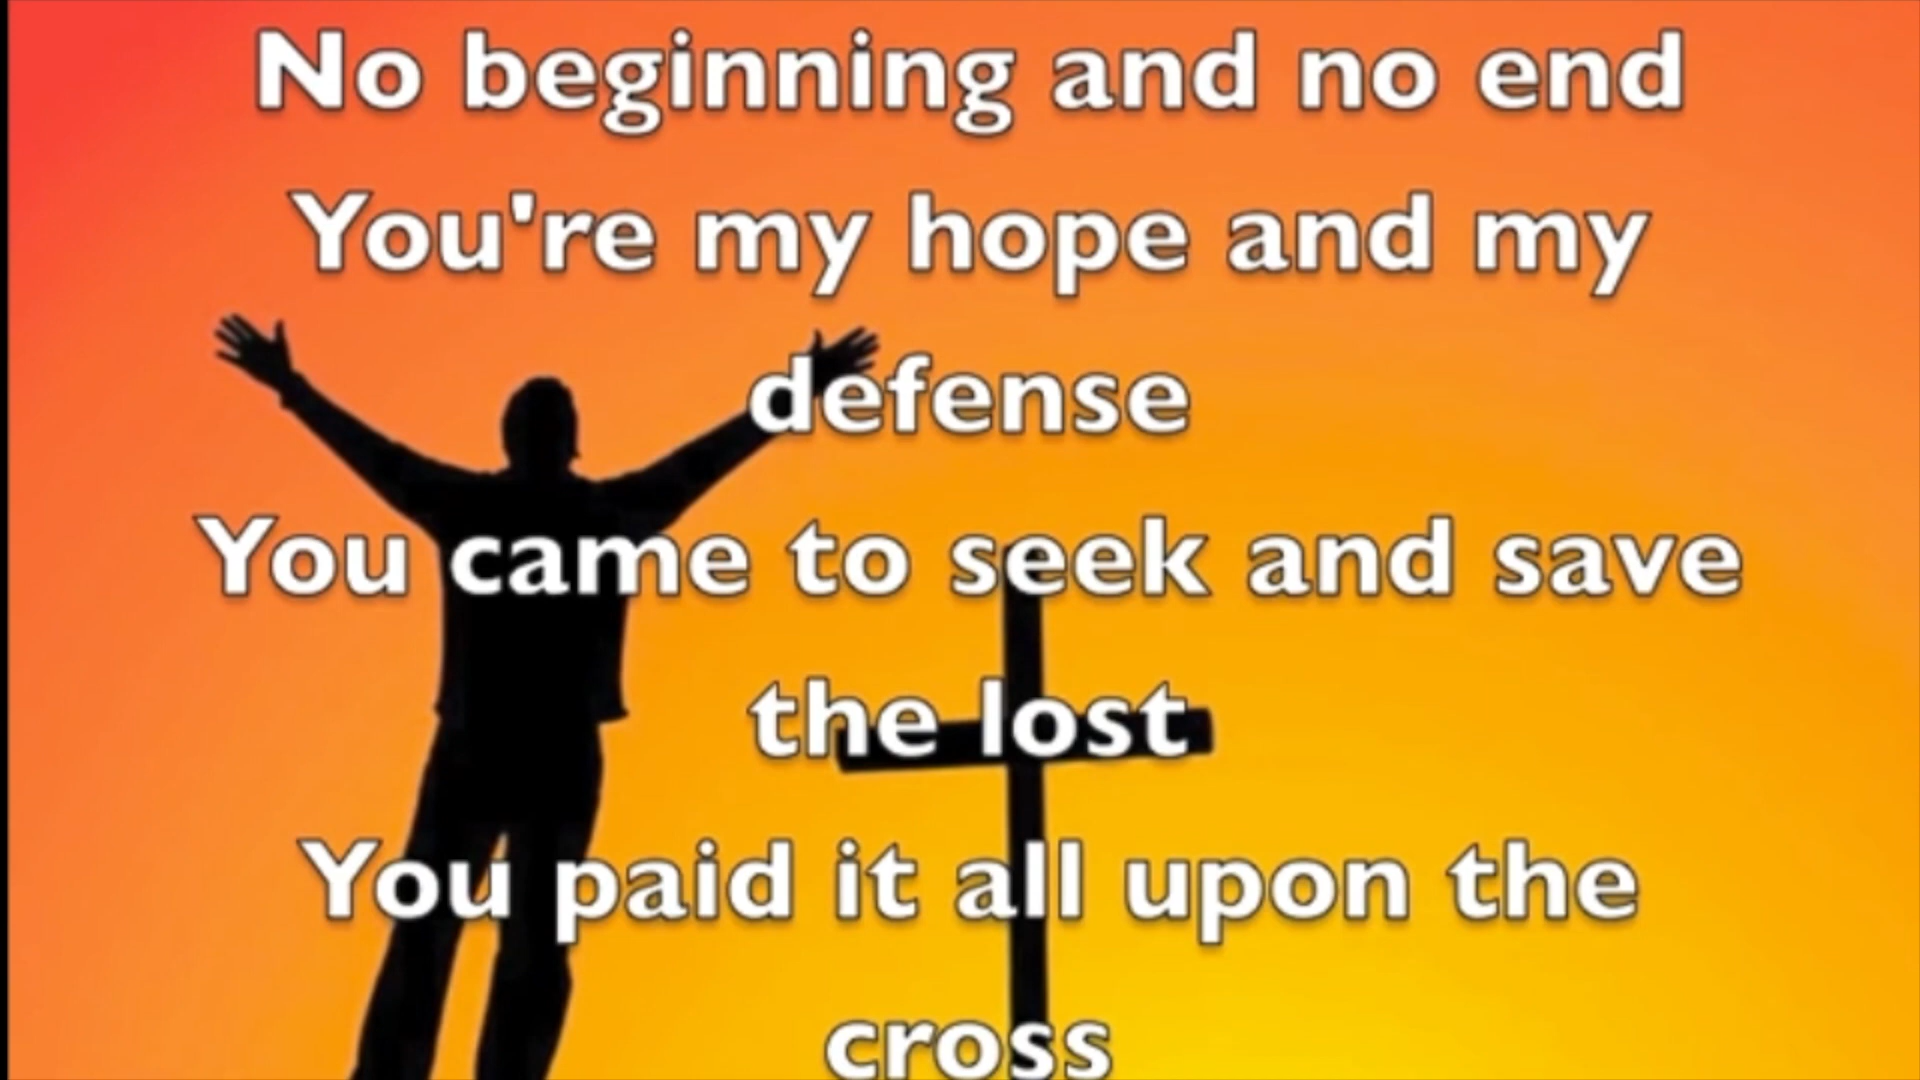 No beginning and no end
You're my hope and my
defense
You came to seek and save
the lost
You paid it all upon the
cross